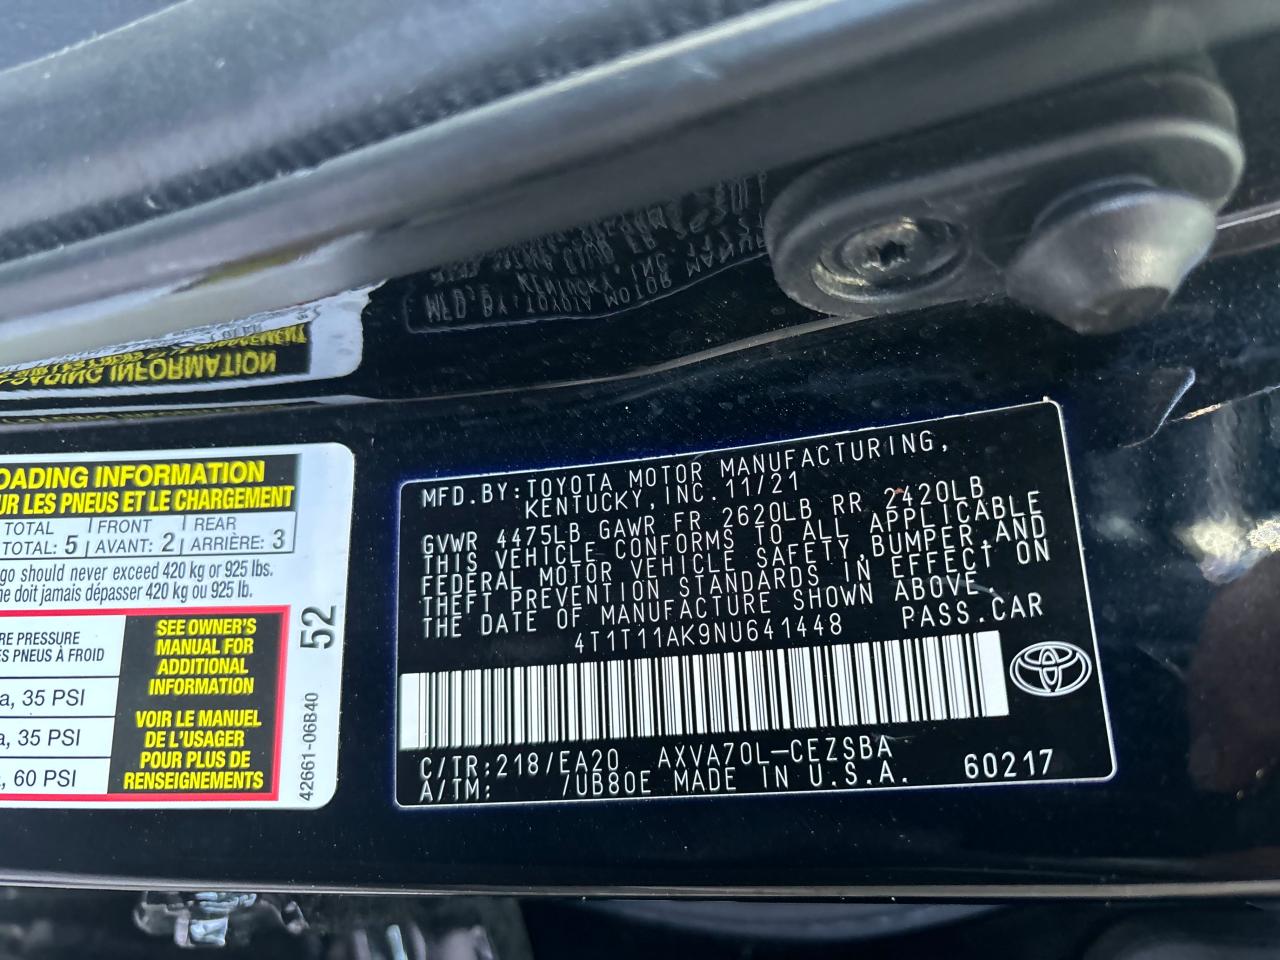 OADING INFORMATION
UR LES PNEUS ET LE CHARGEMENT
TOTAL FRONT REAR
TOTAL: 5 AVANT: 2 ARRIÈRE: 3
go should never exceed 420 kg or 925 lbs.
ne doit jamais dépasser 420 kg ou 925 lb.
RE PRESSURE
ES PNEUS À FROID
a, 35 PSI
a, 35 PSI
, 60 PSI
SEE OWNER'S
MANUAL FOR
ADDITIONAL
INFORMATION
VOIR LE MANUEL
DE L'USAGER
POUR PLUS DE
RENSEIGNEMENTS
52
42661-06B40
MFD.BY:TOYOTA MOTOR MANUFACTURING,
KENTUCKY,INC.11/21
GVWR 4475LB GAWR FR 2620LB RR 2420LB
THIS VEHICLE CONFORMS TO ALL APPLICABLE
FEDERAL MOTOR VEHICLE SAFETY,BUMPER,AND
THEFT PREVENTION STANDARDS IN EFFECT ON
THE DATE OF MANUFACTURE SHOWN ABOVE
4T1T11AK9NU641448 PASS.CAR
C/TR:218/EA20 AXVA70L-CEZSBA
A/TM: /UB80E MADE IN U.S.A. 60217